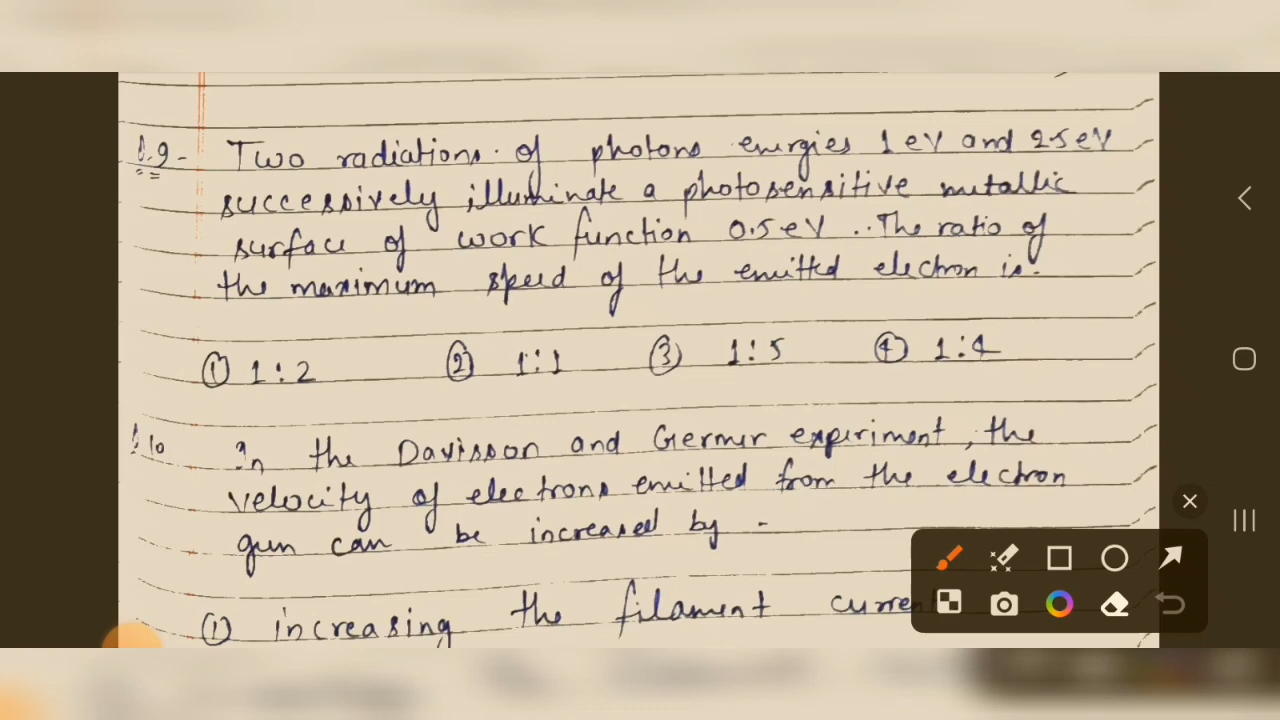 Q.9- Two radiations of photons energies 1 eV and 2.5 eV
successively illuminate a photosensitive metallic
surface of work function 0.5 eV . The ratio of
the maximum speed of the emitted electron is.
① 1:2 ② 1:1 ③ 1:5 ④ 1:4
Q.10 In the Davisson and Germer experiment, the
velocity of electrons emitted from the electron
gun can be increased by -
① increasing the filament curren